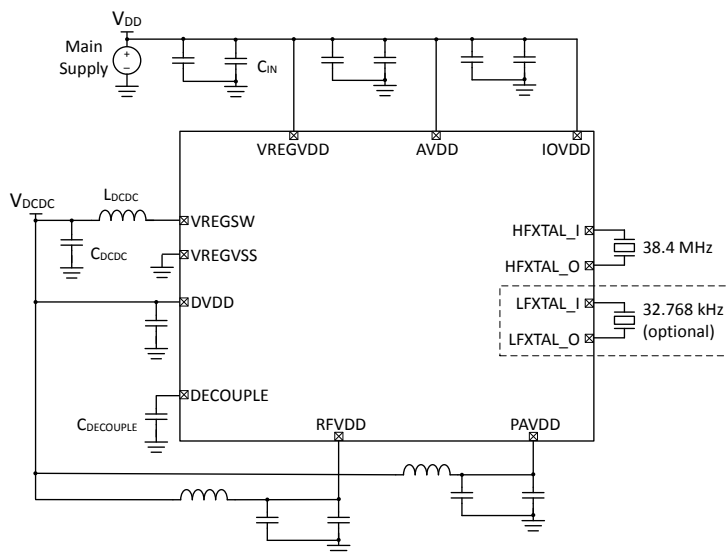 VDD
Main
Supply
+
−
CIN
VREGVDD
AVDD
IOVDD
VDCDC
LDCDC
VREGSW
CDCDC
VREGVSS
DVDD
HFXTAL_I
38.4 MHz
HFXTAL_O
LFXTAL_I
32.768 kHz
(optional)
LFXTAL_O
DECOUPLE
CDECOUPLE
RFVDD
PAVDD